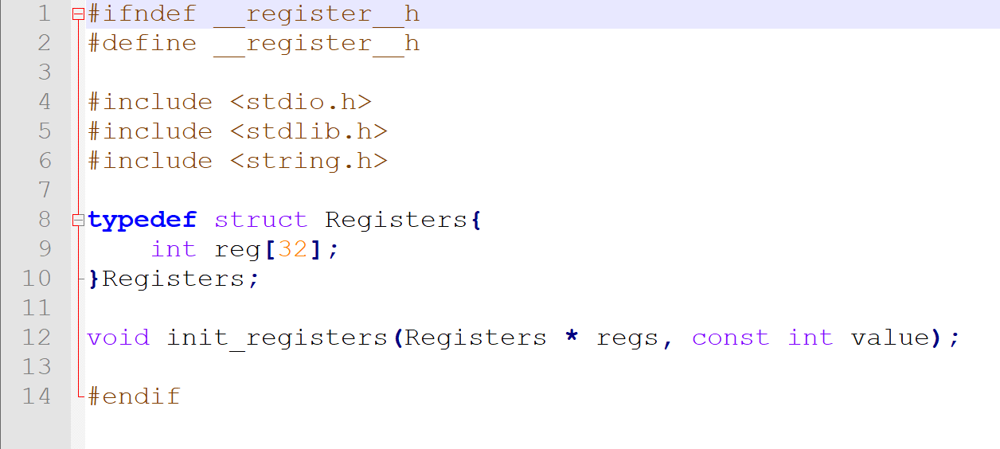 1 #ifndef __register__h
2 #define __register__h
3
4 #include <stdio.h>
5 #include <stdlib.h>
6 #include <string.h>
7
8 typedef struct Registers{
9     int reg[32];
10 }Registers;
11
12 void init_registers(Registers * regs, const int value);
13
14 #endif